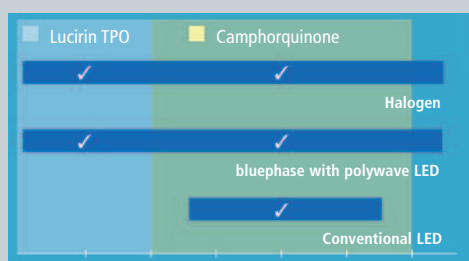 Lucirin TPO Camphorquinone
✓ ✓
Halogen
✓ ✓
bluephase with polywave LED
✓
Conventional LED